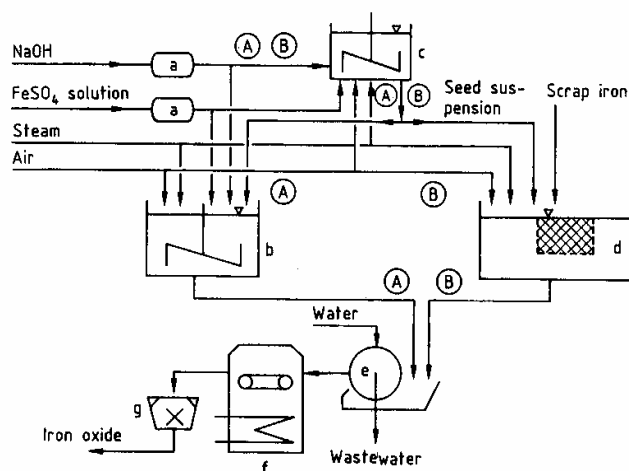 NaOH
a
A B
c
FeSO4 solution
a
A B
Seed sus-
pension
Scrap iron
Steam
Air
A
B
b
d
A B
Water
e
g
f
Iron oxide
Wastewater